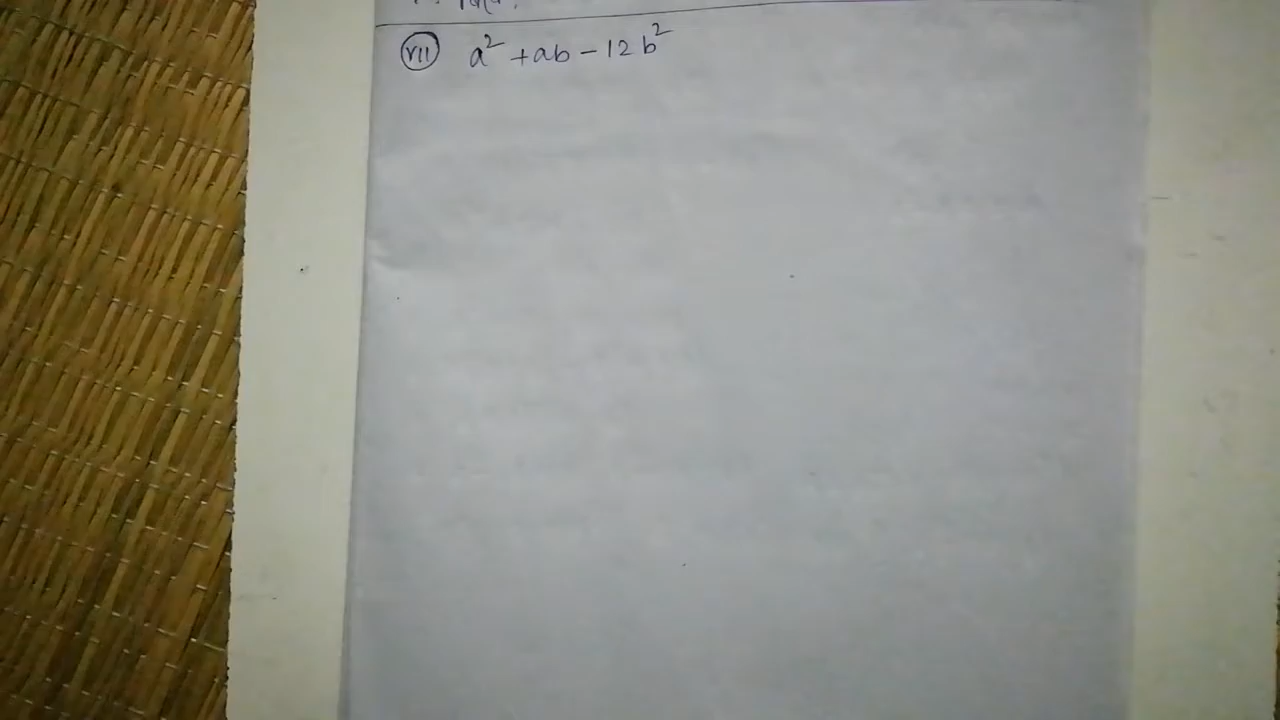 (vii) a² + ab - 12b²